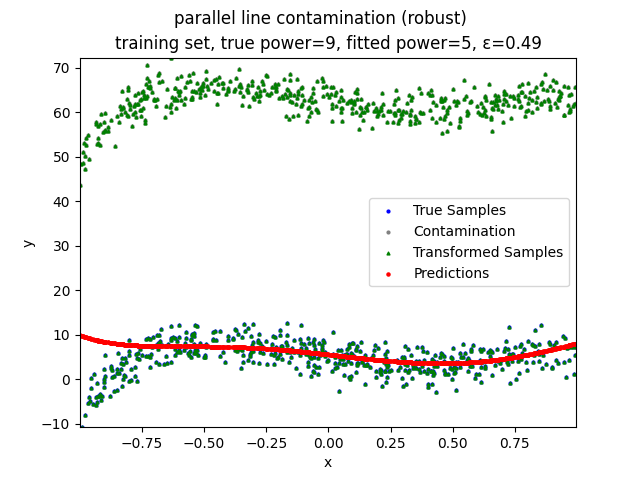 parallel line contamination (robust)
training set, true power=9, fitted power=5, ε=0.49
70
60
50
40
30
20
10
0
−10
y
True Samples
Contamination
Transformed Samples
Predictions
−0.75
−0.50
−0.25
0.00
0.25
0.50
0.75
x